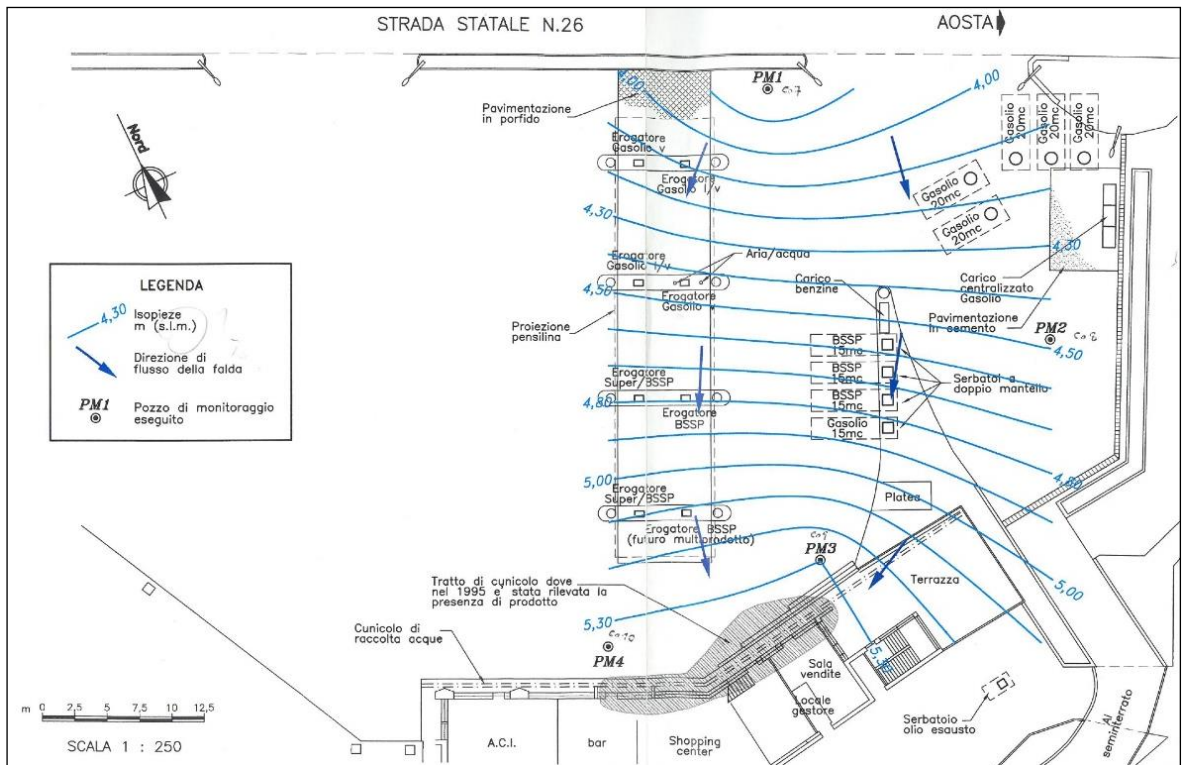 STRADA STATALE N.26
AOSTA
Nord
LEGENDA
4,30
Isopieze
m (s.l.m.)
Direzione di
flusso della falda
PM1
Pozzo di monitoraggio
eseguito
Pavimentazione
in porfido
4,00
PM1
4,00
Gasolio
20mc
Gasolio
20mc
Gasolio
20mc
Erogatore
Gasolio v
Erogatore
Gasolio l/v
Gasolio
20mc
Gasolio
20mc
4,30
4,30
Erogatore
Gasolio l/v
Aria/acqua
Erogatore
Gasolio v
Carico
benzine
Carico
centralizzato
Gasolio
4,50
Pavimentazione
in cemento
PM2
4,50
Proiezione
pensilina
BSSP
15mc
BSSP
15mc
BSSP
15mc
Gasolio
15mc
Serbatoi a
doppio mantello
Erogatore
Super/BSSP
4,80
Erogatore
BSSP
4,80
5,00
Erogatore
Super/BSSP
Platea
Erogatore BSSP
(futuro multiprodotto)
PM3
Terrazza
5,00
Tratto di cunicolo dove
nel 1995 e' stata rilevata la
presenza di prodotto
5,30
Cunicolo di
raccolta acque
PM4
5,30
Sala
vendite
Locale
gestore
Serbatoio
olio esausto
Al
seminterrato
m 0 2,5 5 7,5 10 12,5
SCALA 1 : 250
A.C.I.
bar
Shopping
center